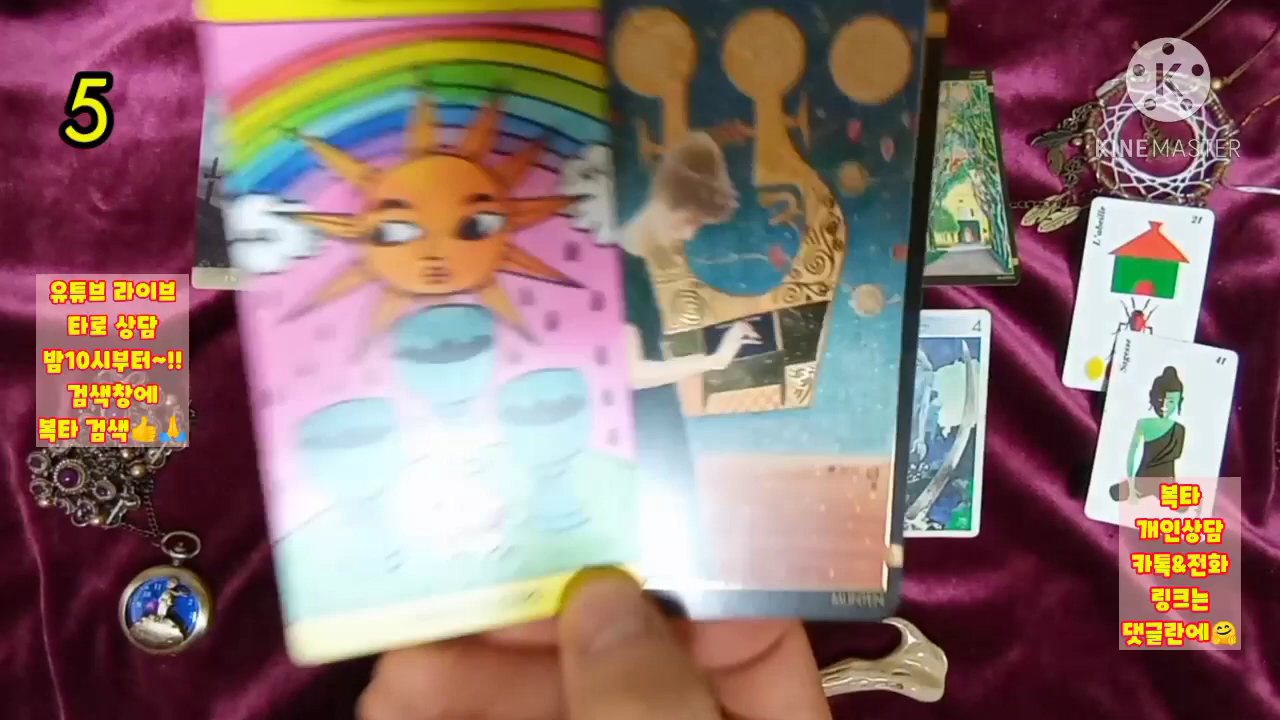 5
K
KINEMASTER
유튜브 라이브
타로 상담
밤10시부터~!!
검색창에
복타 검색👍🙏
L'abeille
21
4
Sagesse
41
복타
개인상담
카톡&전화
링크는
댓글란에🤗